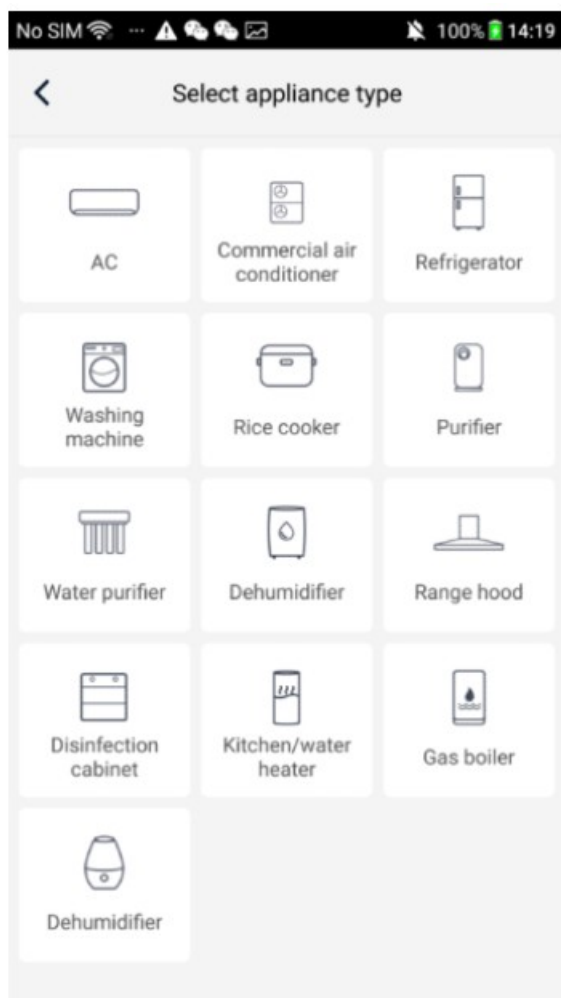 No SIM ... 100% 14:19
Select appliance type
AC
Commercial air
conditioner
Refrigerator
Washing
machine
Rice cooker
Purifier
Water purifier
Dehumidifier
Range hood
Disinfection
cabinet
Kitchen/water
heater
Gas boiler
Dehumidifier